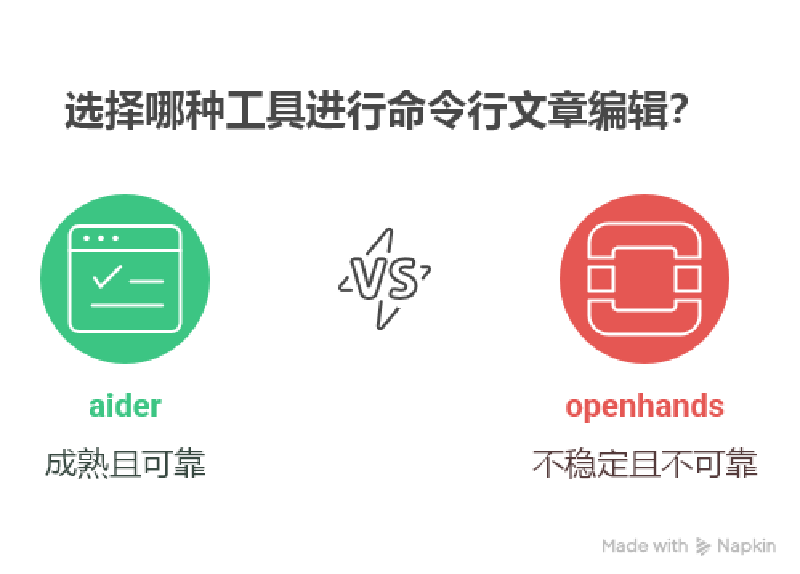 选择哪种工具进行命令行文章编辑?
VS
aider
openhands
成熟且可靠
不稳定且不可靠
Made with Napkin